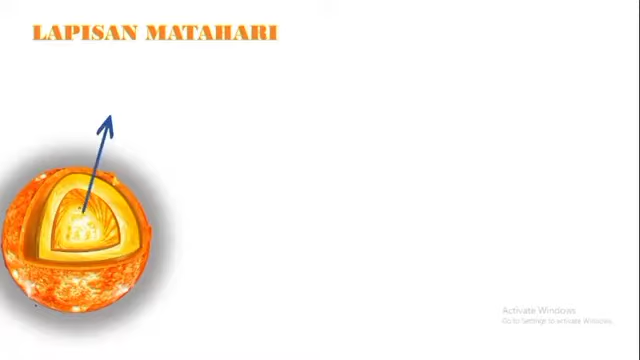 LAPISAN MATAHARI
Activate Windows
Go to Settings to activate Windows.